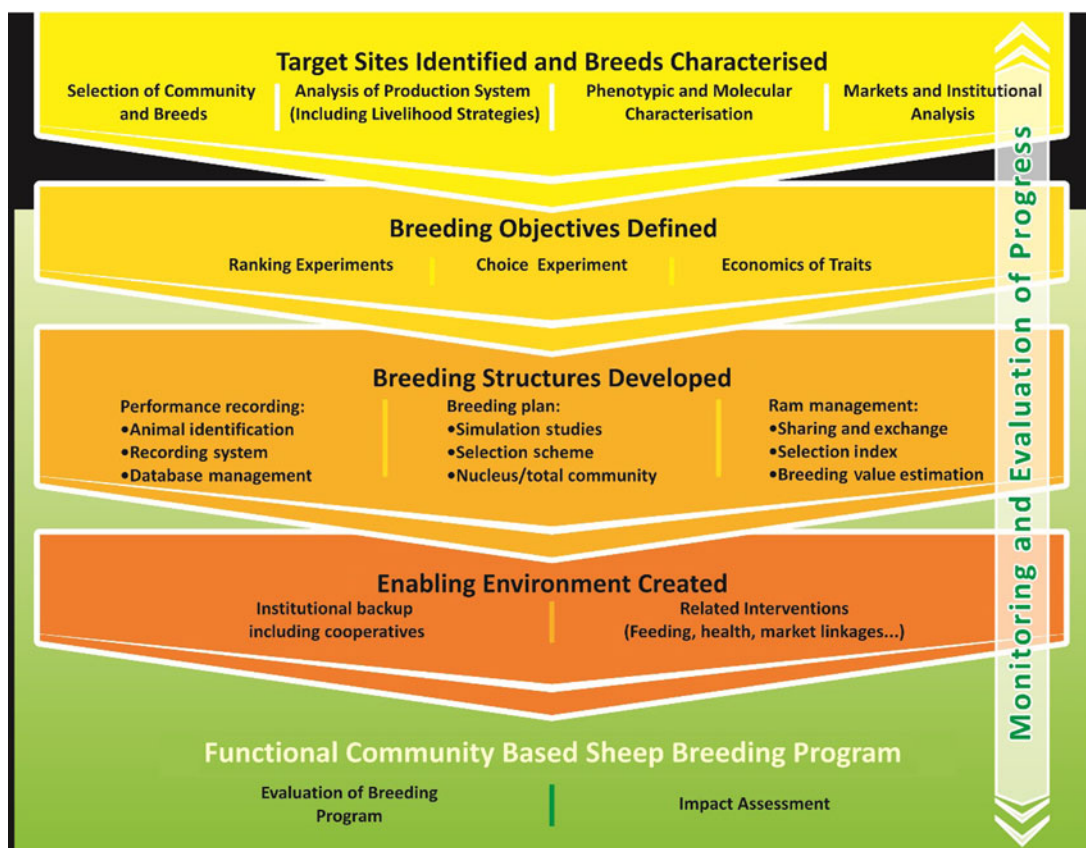 Target Sites Identified and Breeds Characterised
Selection of Community
and Breeds
Analysis of Production System
(Including Livelihood Strategies)
Phenotypic and Molecular
Characterisation
Markets and Institutional
Analysis
Breeding Objectives Defined
Ranking Experiments
Choice Experiment
Economics of Traits
Breeding Structures Developed
Performance recording:
•Animal identification
•Recording system
•Database management
Breeding plan:
•Simulation studies
•Selection scheme
•Nucleus/total community
Ram management:
•Sharing and exchange
•Selection index
•Breeding value estimation
Enabling Environment Created
Institutional backup
including cooperatives
Related Interventions
(Feeding, health, market linkages...)
Functional Community Based Sheep Breeding Program
Evaluation of Breeding
Program
Impact Assessment
Monitoring and Evaluation of Progress